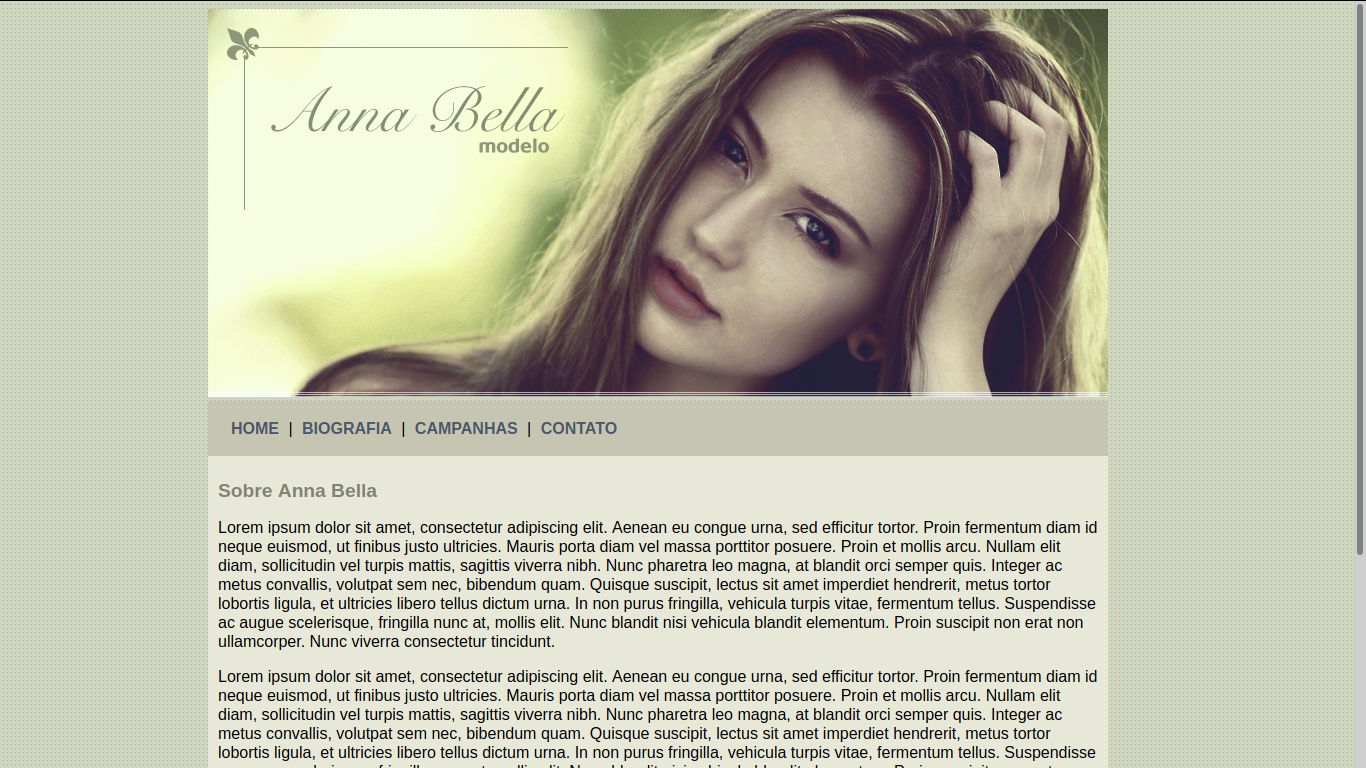 Anna Bella
modelo
HOME | BIOGRAFIA | CAMPANHAS | CONTATO
Sobre Anna Bella
Lorem ipsum dolor sit amet, consectetur adipiscing elit. Aenean eu congue urna, sed efficitur tortor. Proin fermentum diam id
neque euismod, ut finibus justo ultricies. Mauris porta diam vel massa porttitor posuere. Proin et mollis arcu. Nullam elit
diam, sollicitudin vel turpis mattis, sagittis viverra nibh. Nunc pharetra leo magna, at blandit orci semper quis. Integer ac
metus convallis, volutpat sem nec, bibendum quam. Quisque suscipit, lectus sit amet imperdiet hendrerit, metus tortor
lobortis ligula, et ultricies libero tellus dictum urna. In non purus fringilla, vehicula turpis vitae, fermentum tellus. Suspendisse
ac augue scelerisque, fringilla nunc at, mollis elit. Nunc blandit nisi vehicula blandit elementum. Proin suscipit non erat non
ullamcorper. Nunc viverra consectetur tincidunt.
Lorem ipsum dolor sit amet, consectetur adipiscing elit. Aenean eu congue urna, sed efficitur tortor. Proin fermentum diam id
neque euismod, ut finibus justo ultricies. Mauris porta diam vel massa porttitor posuere. Proin et mollis arcu. Nullam elit
diam, sollicitudin vel turpis mattis, sagittis viverra nibh. Nunc pharetra leo magna, at blandit orci semper quis. Integer ac
metus convallis, volutpat sem nec, bibendum quam. Quisque suscipit, lectus sit amet imperdiet hendrerit, metus tortor
lobortis ligula, et ultricies libero tellus dictum urna. In non purus fringilla, vehicula turpis vitae, fermentum tellus. Suspendisse